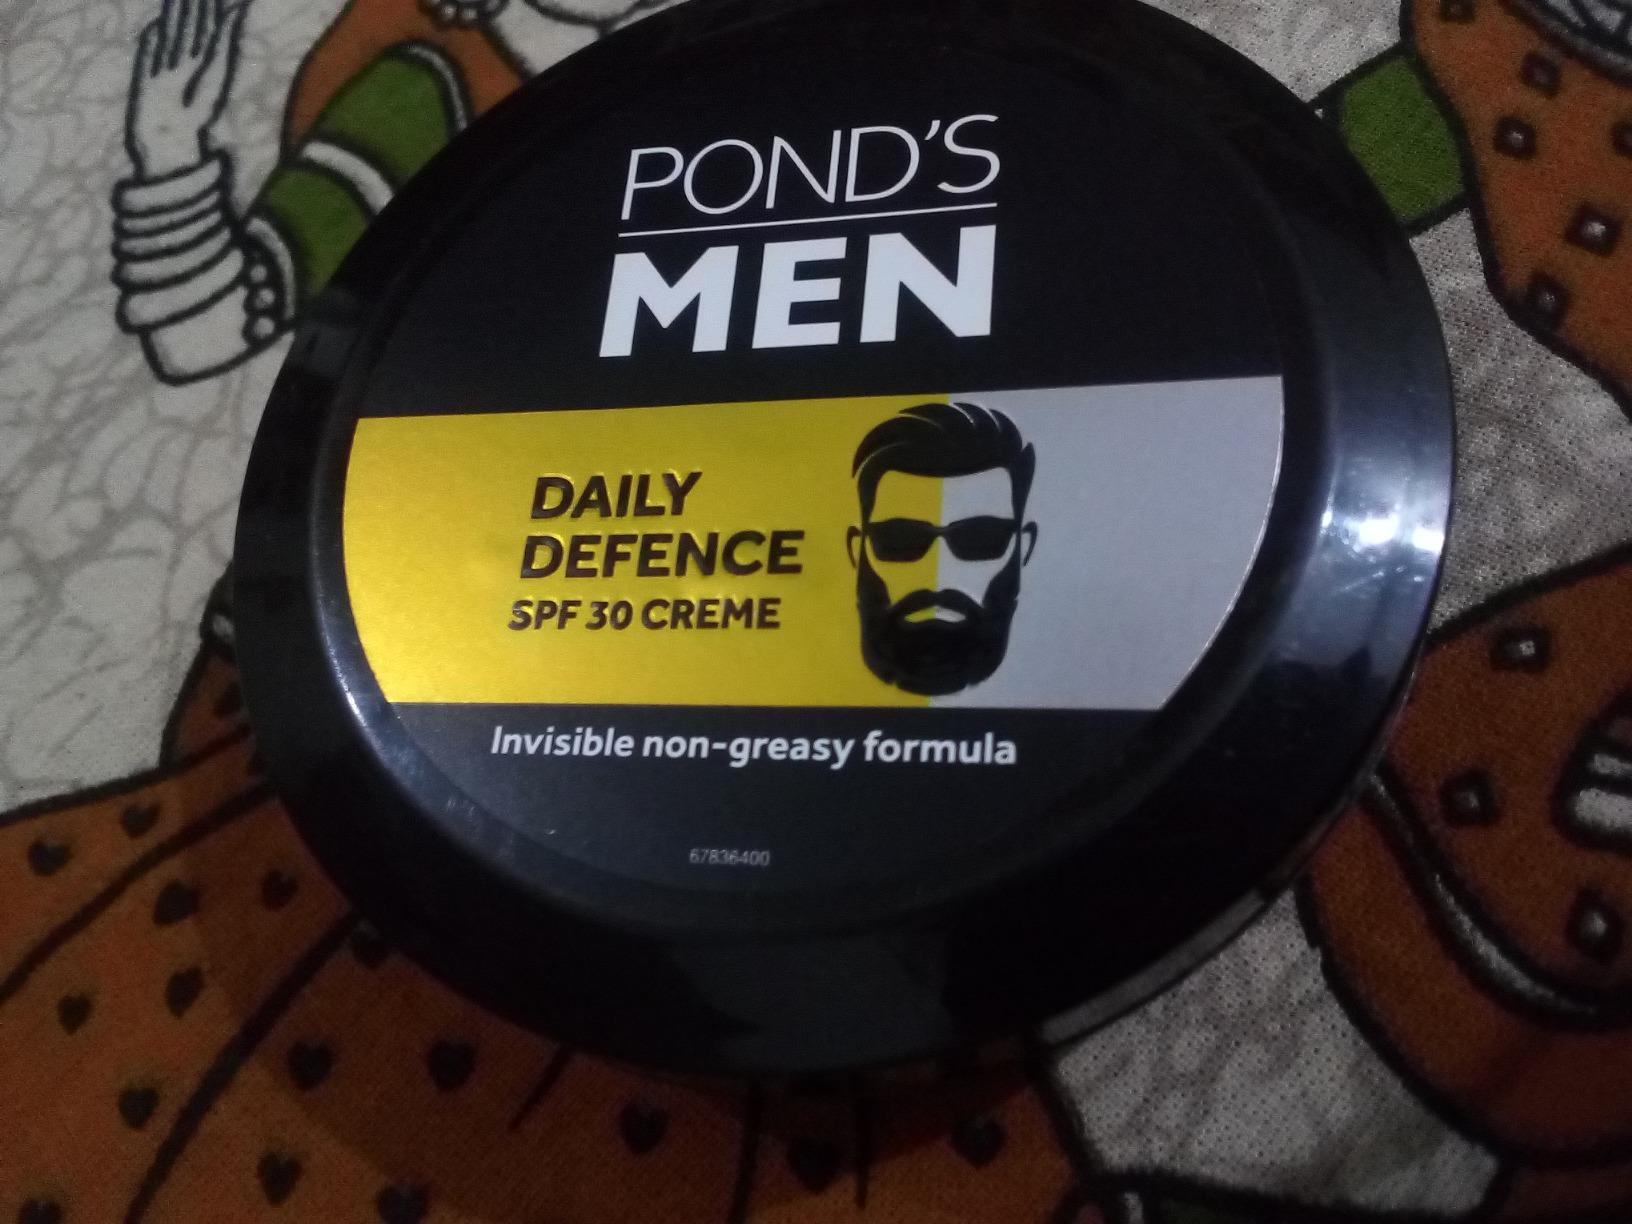 POND'S
MEN
DAILY
DEFENCE
SPF 30 CREME
Invisible non-greasy formula
67836400